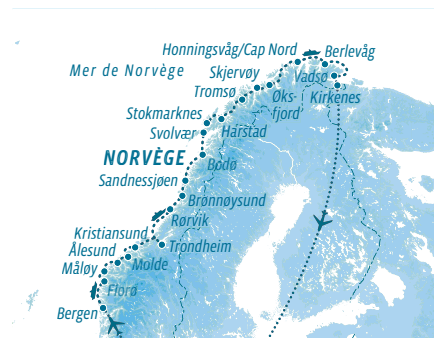 Honningsvåg/Cap Nord
Berlevåg
Mer de Norvège
Skjervøy
Vadsø
Tromsø
Øks-
fjord
Kirkenes
Stokmarknes
Harstad
Svolvær
NORVÈGE
Bodø
Sandnessjøen
Brønnøysund
Rørvik
Kristiansund
Trondheim
Ålesund
Molde
Måløy
Florø
Bergen